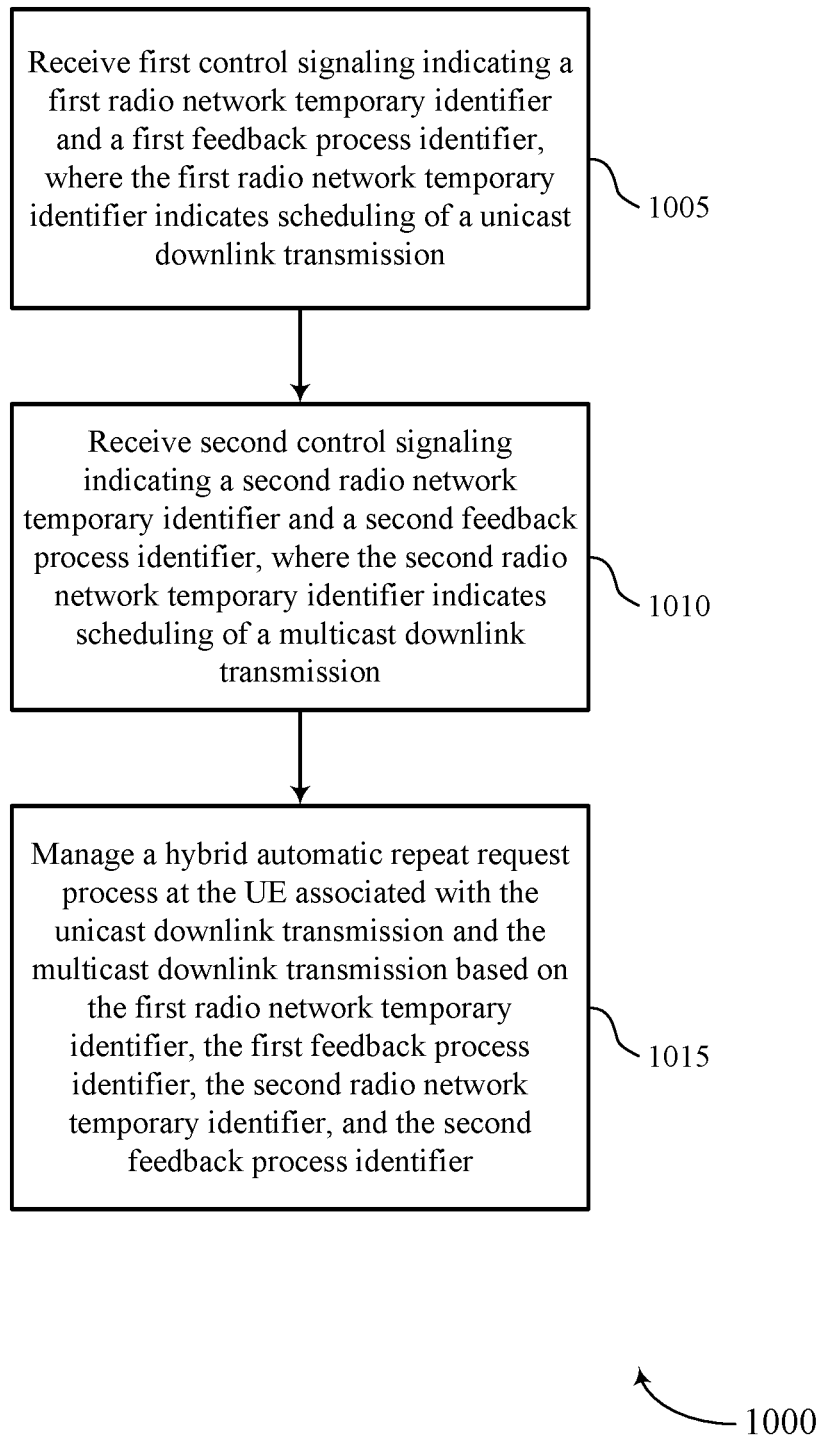 Receive first control signaling indicating a
first radio network temporary identifier
and a first feedback process identifier,
where the first radio network temporary
identifier indicates scheduling of a unicast
downlink transmission
1005
Receive second control signaling
indicating a second radio network
temporary identifier and a second feedback
process identifier, where the second radio
network temporary identifier indicates
scheduling of a multicast downlink
transmission
1010
Manage a hybrid automatic repeat request
process at the UE associated with the
unicast downlink transmission and the
multicast downlink transmission based on
the first radio network temporary
identifier, the first feedback process
identifier, the second radio network
temporary identifier, and the second
feedback process identifier
1015
1000